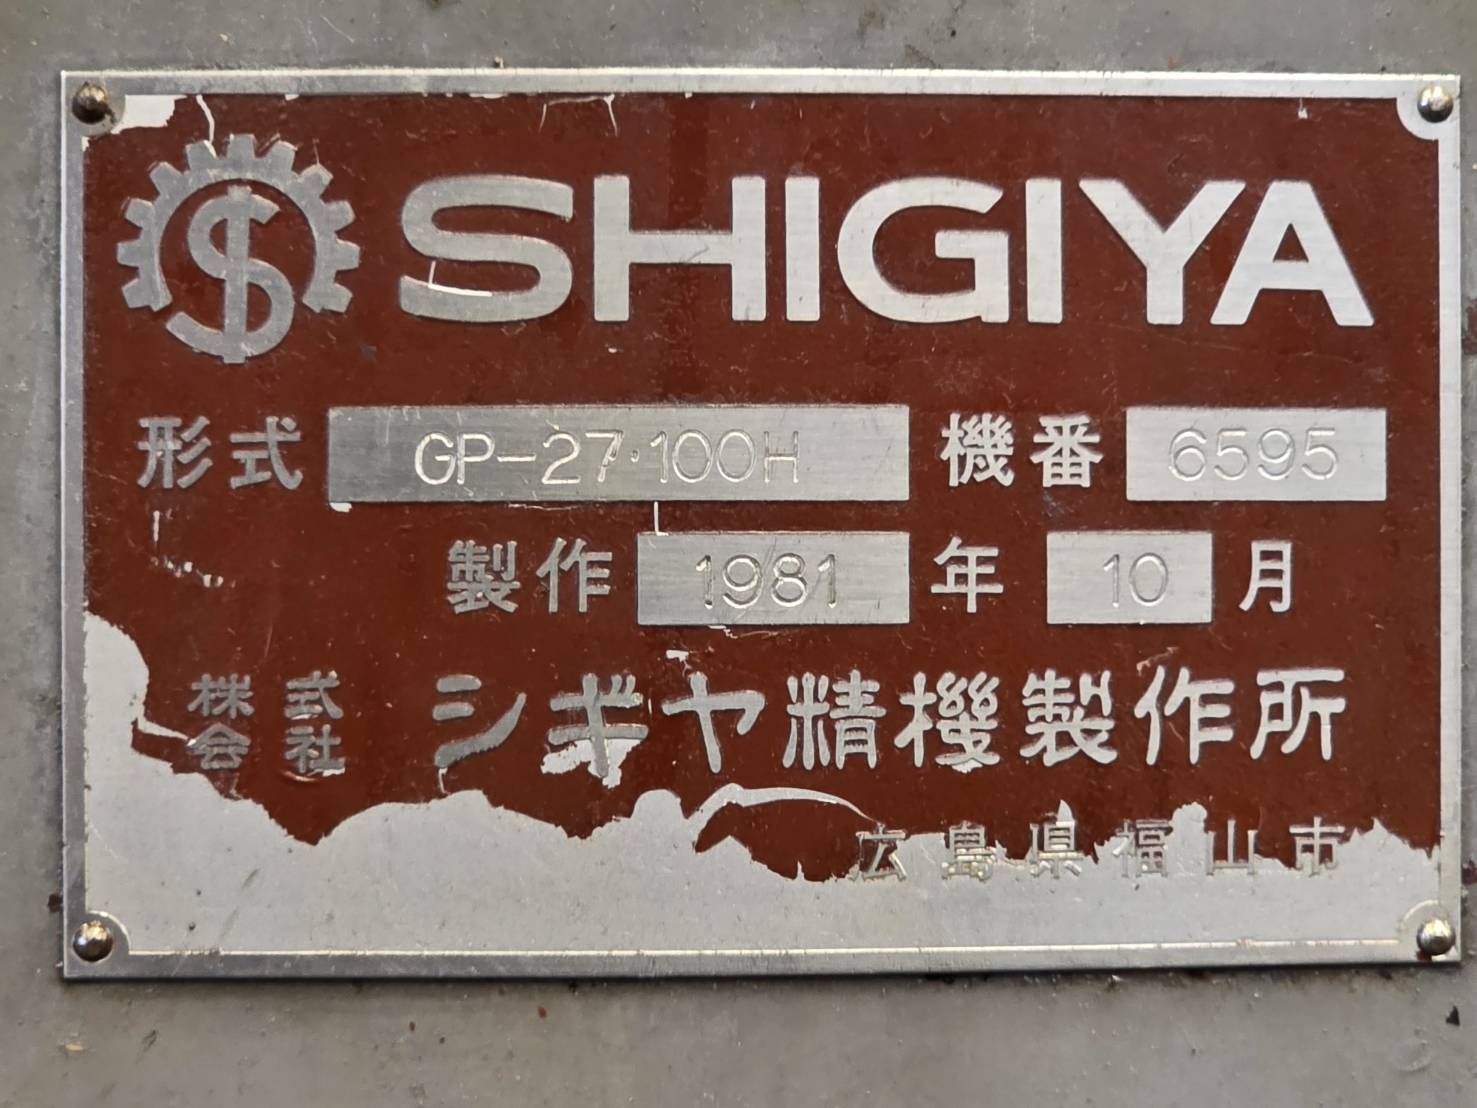 SHIGIYA
形式 GP-27·100H 機番 6595
製作 1981 年 10 月
株式会社 シギヤ精機製作所
広島県福山市